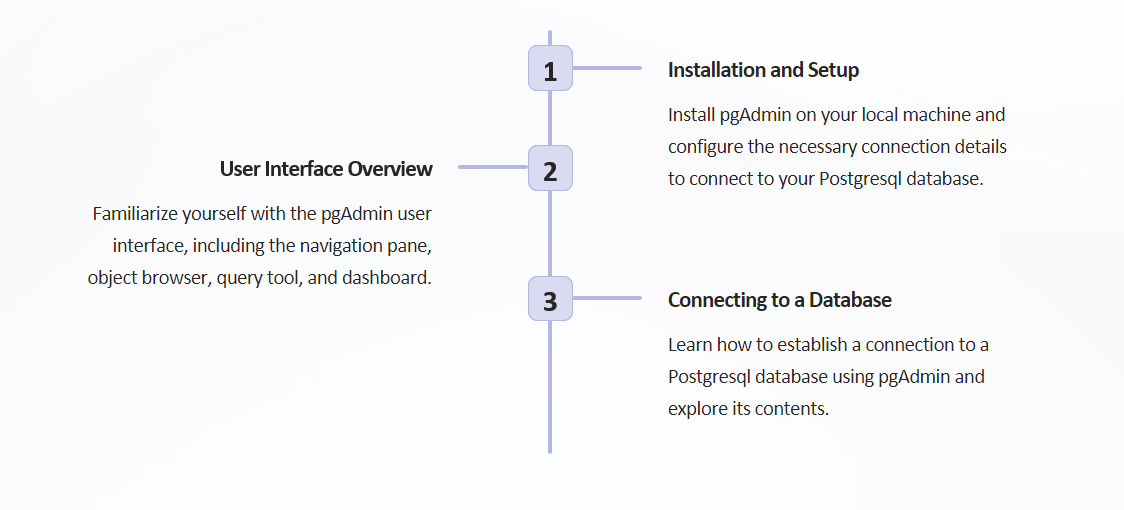 1
Installation and Setup
Install pgAdmin on your local machine and
configure the necessary connection details
to connect to your Postgresql database.
2
User Interface Overview
Familiarize yourself with the pgAdmin user
interface, including the navigation pane,
object browser, query tool, and dashboard.
3
Connecting to a Database
Learn how to establish a connection to a
Postgresql database using pgAdmin and
explore its contents.